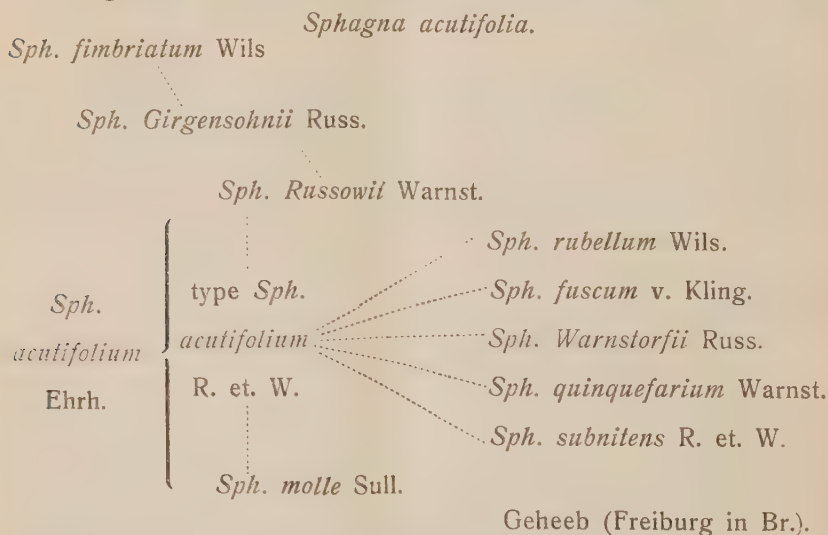 Sphagna acutifolia.
Sph. fimbriatum Wils
Sph. Girgensohnii Russ.
Sph. Russowii Warnst.
Sph.
acutifolium
Ehrh.
type Sph.
acutifolium
R. et. W.
Sph. rubellum Wils.
Sph. fuscum v. Kling.
Sph. Warnstorfii Russ.
Sph. quinquefarium Warnst.
Sph. subnitens R. et. W.
Sph. molle Sull.
Geheeb (Freiburg in Br.).